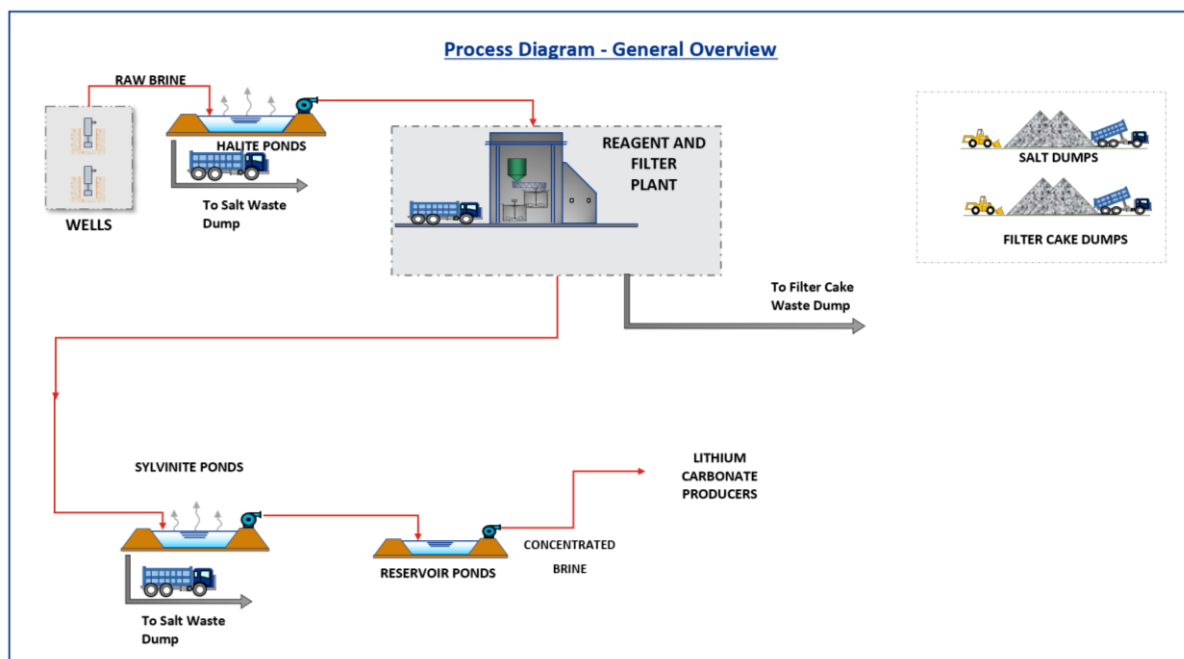 Process Diagram - General Overview
RAW BRINE
HALITE PONDS
To Salt Waste
Dump
WELLS
REAGENT AND
FILTER
PLANT
SALT DUMPS
FILTER CAKE DUMPS
To Filter Cake
Waste Dump
SYLVINITE PONDS
LITHIUM
CARBONATE
PRODUCERS
CONCENTRATED
BRINE
RESERVOIR PONDS
To Salt Waste
Dump